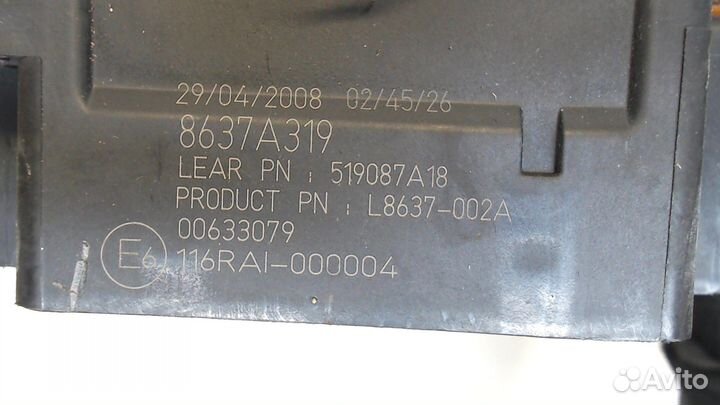 29/04/2008 02/45/26
8637A319
LEAR PN : 519087A18
PRODUCT PN : L8637-002A
00633079
E6 116RAI-000004
Avito